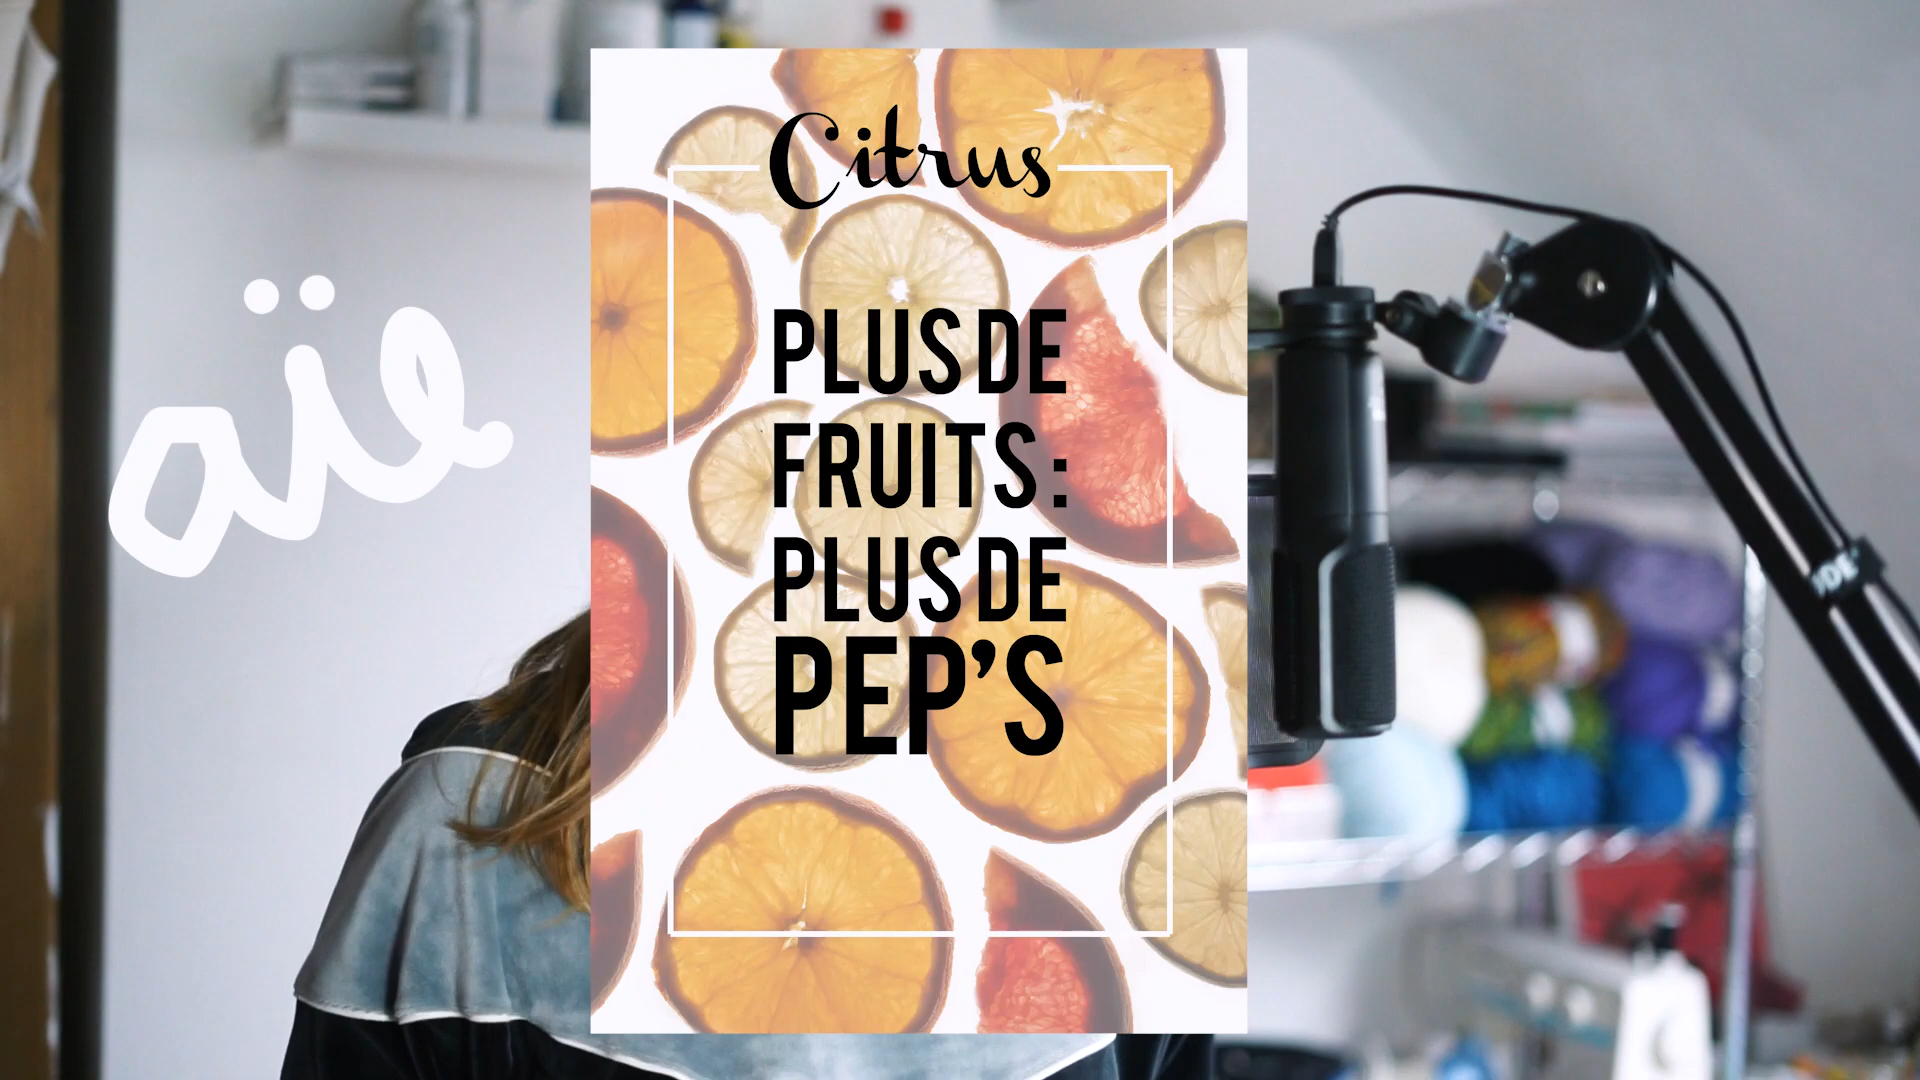 aïe
Citrus
PLUS DE
FRUITS :
PLUS DE
PEP’S